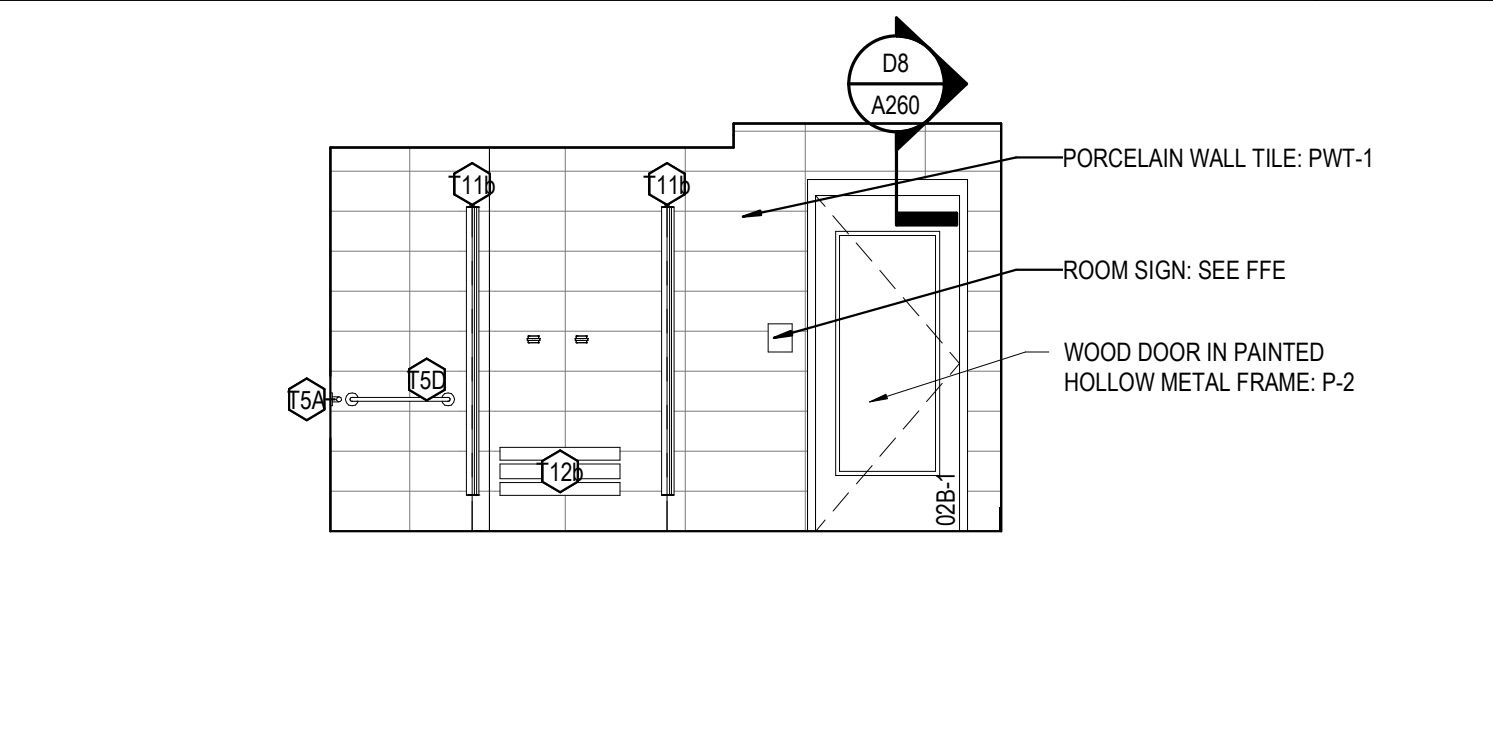 D8
A260
PORCELAIN WALL TILE: PWT-1
T11b
T11b
ROOM SIGN: SEE FFE
WOOD DOOR IN PAINTED
HOLLOW METAL FRAME: P-2
T5D
T5A
T12b
02B-1